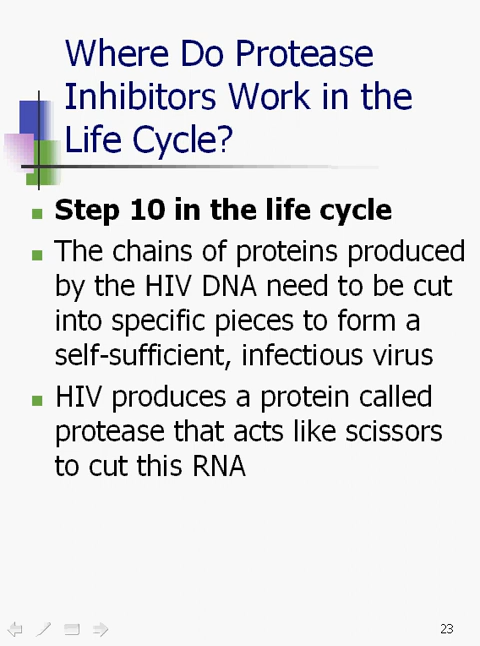 Where Do Protease
Inhibitors Work in the
Life Cycle?
Step 10 in the life cycle
The chains of proteins produced
by the HIV DNA need to be cut
into specific pieces to form a
self-sufficient, infectious virus
HIV produces a protein called
protease that acts like scissors
to cut this RNA
23